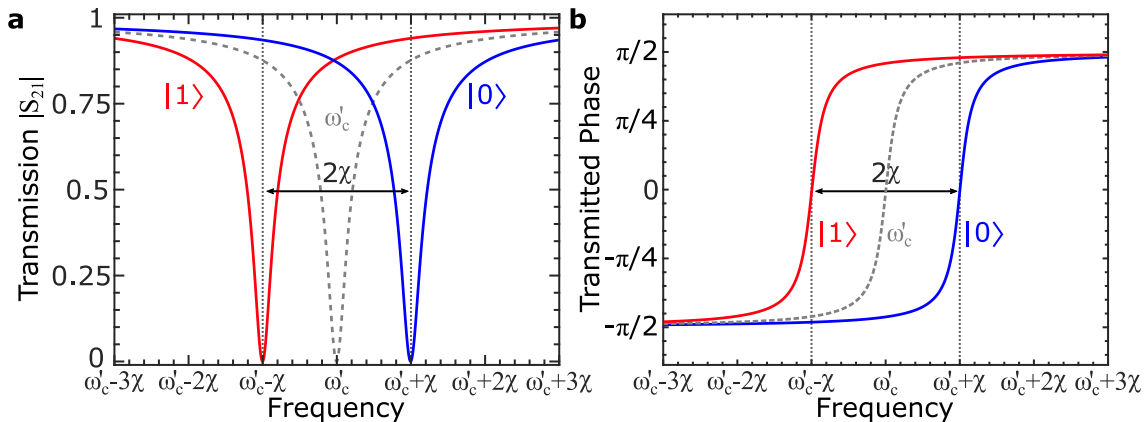 a
Transmission |S₂₁|
1
0.75
0.5
0.25
0
|1⟩
|0⟩
ω'c
2χ
ω'c-3χ ω'c-2χ ω'c-χ ω'c ω'c+χ ω'c+2χ ω'c+3χ
Frequency
b
Transmitted Phase
π/2
π/4
0
-π/4
-π/2
2χ
|1⟩
ω'c
|0⟩
ω'c-3χ ω'c-2χ ω'c-χ ω'c ω'c+χ ω'c+2χ ω'c+3χ
Frequency